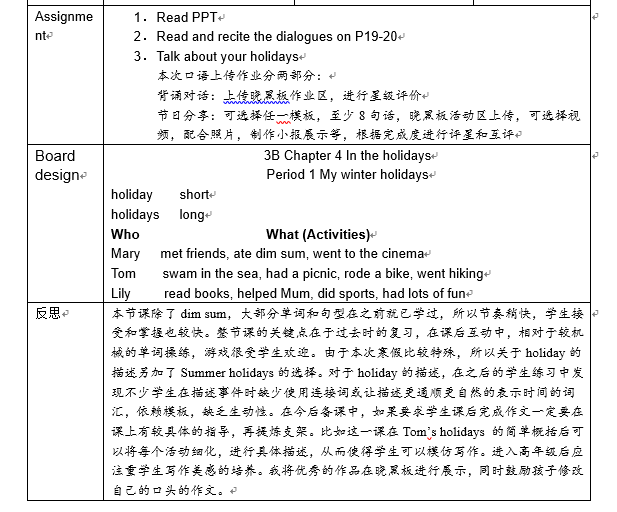 Assignme
nt
1. Read PPT
2. Read and recite the dialogues on P19-20
3. Talk about your holidays
本次口语上传作业分两部分：
背诵对话：上传晓黑板作业区，进行星级评价
节日分享：可选择任一模板，至少 8 句话，晓黑板活动区上传，可选择视
频，配合照片，制作小报展示等，根据完成度进行评星和互评
Board
design
3B Chapter 4 In the holidays
Period 1 My winter holidays
holiday short
holidays long
Who What (Activities)
Mary met friends, ate dim sum, went to the cinema
Tom swam in the sea, had a picnic, rode a bike, went hiking
Lily read books, helped Mum, did sports, had lots of fun
反思
本节课除了 dim sum，大部分单词和句型在之前就已学过，所以节奏稍快，学生接
受和掌握也较快。整节课的关键点在于过去时的复习，在课后互动中，相对于较机
械的单词操练，游戏很受学生欢迎。由于本次寒假比较特殊，所以关于 holiday 的
描述另加了 Summer holidays 的选择。对于 holiday 的描述，在之后的学生练习中发
现不少学生在描述事件时缺少使用连接词或让描述更通顺更自然的表示时间的词
汇，依赖模板，缺乏生动性。在今后备课中，如果要求学生课后完成作文一定要在
课上有较具体的指导，再提炼支架。比如这一课在 Tom's holidays 的简单概括后可
以将每个活动细化，进行具体描述，从而使得学生可以模仿写作。进入高年级后应
注重学生写作美感的培养。我将优秀的作品在晓黑板进行展示，同时鼓励孩子修改
自己的口头的作文。